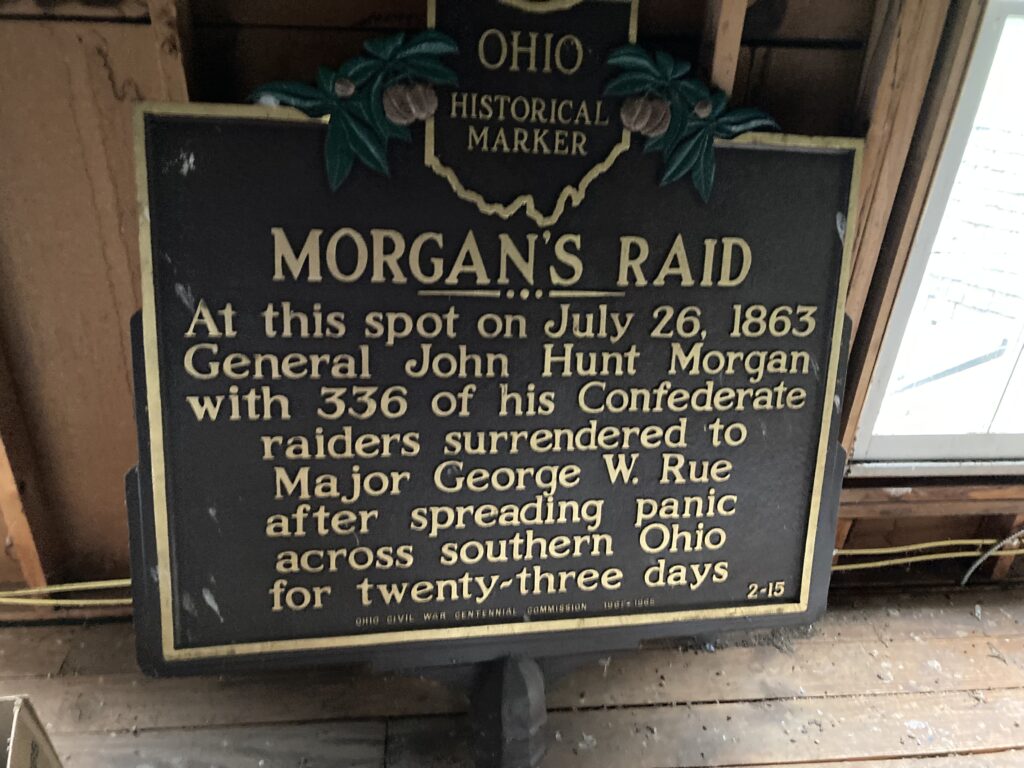 OHIO
HISTORICAL
MARKER
MORGAN'S RAID
At this spot on July 26, 1863
General John Hunt Morgan
with 336 of his Confederate
raiders surrendered to
Major George W. Rue
after spreading panic
across southern Ohio
for twenty-three days
2-15
OHIO CIVIL WAR CENTENNIAL COMMISSION